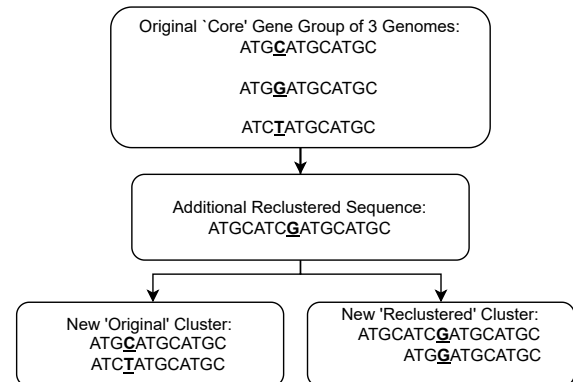 Original `Core' Gene Group of 3 Genomes:
ATGCATGCATGC
ATGGATGCATGC
ATCTATGCATGC
Additional Reclustered Sequence:
ATGCATCGATGCATGC
New 'Original' Cluster:
ATGCATGCATGC
ATCTATGCATGC
New 'Reclustered' Cluster:
ATGCATCGATGCATGC
ATGGATGCATGC